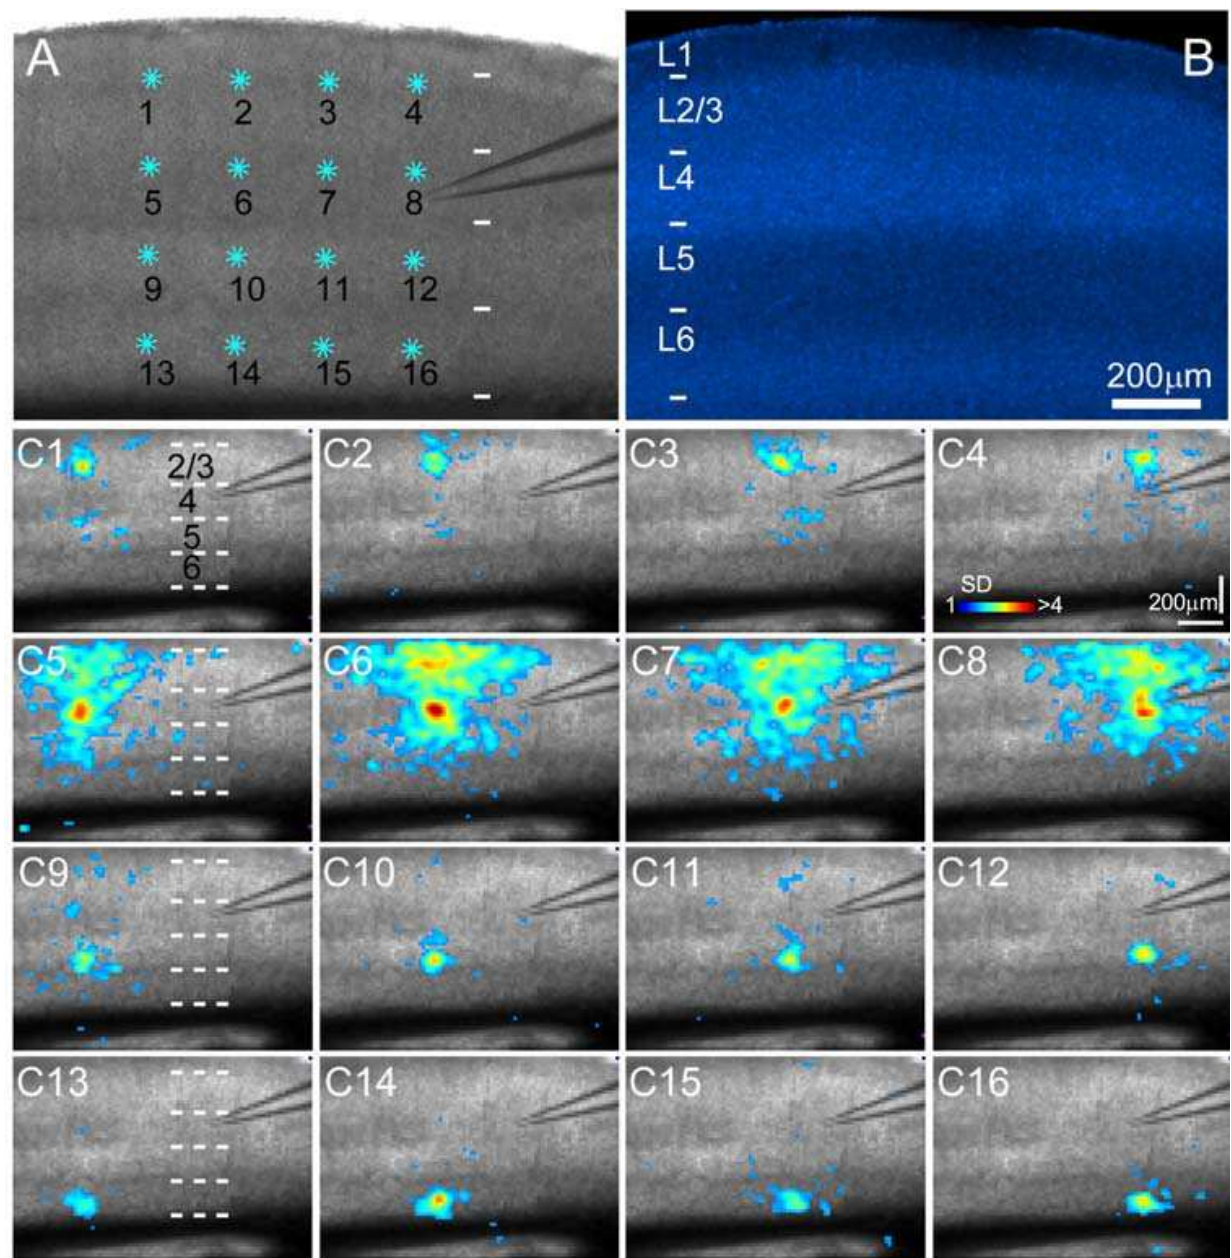 A
B
L1
L2/3
L4
L5
L6
200μm
1 2 3 4
5 6 7 8
9 10 11 12
13 14 15 16
C1 C2 C3 C4
2/3
4
5
6
SD
1 >4
200μm
C5 C6 C7 C8
C9 C10 C11 C12
C13 C14 C15 C16